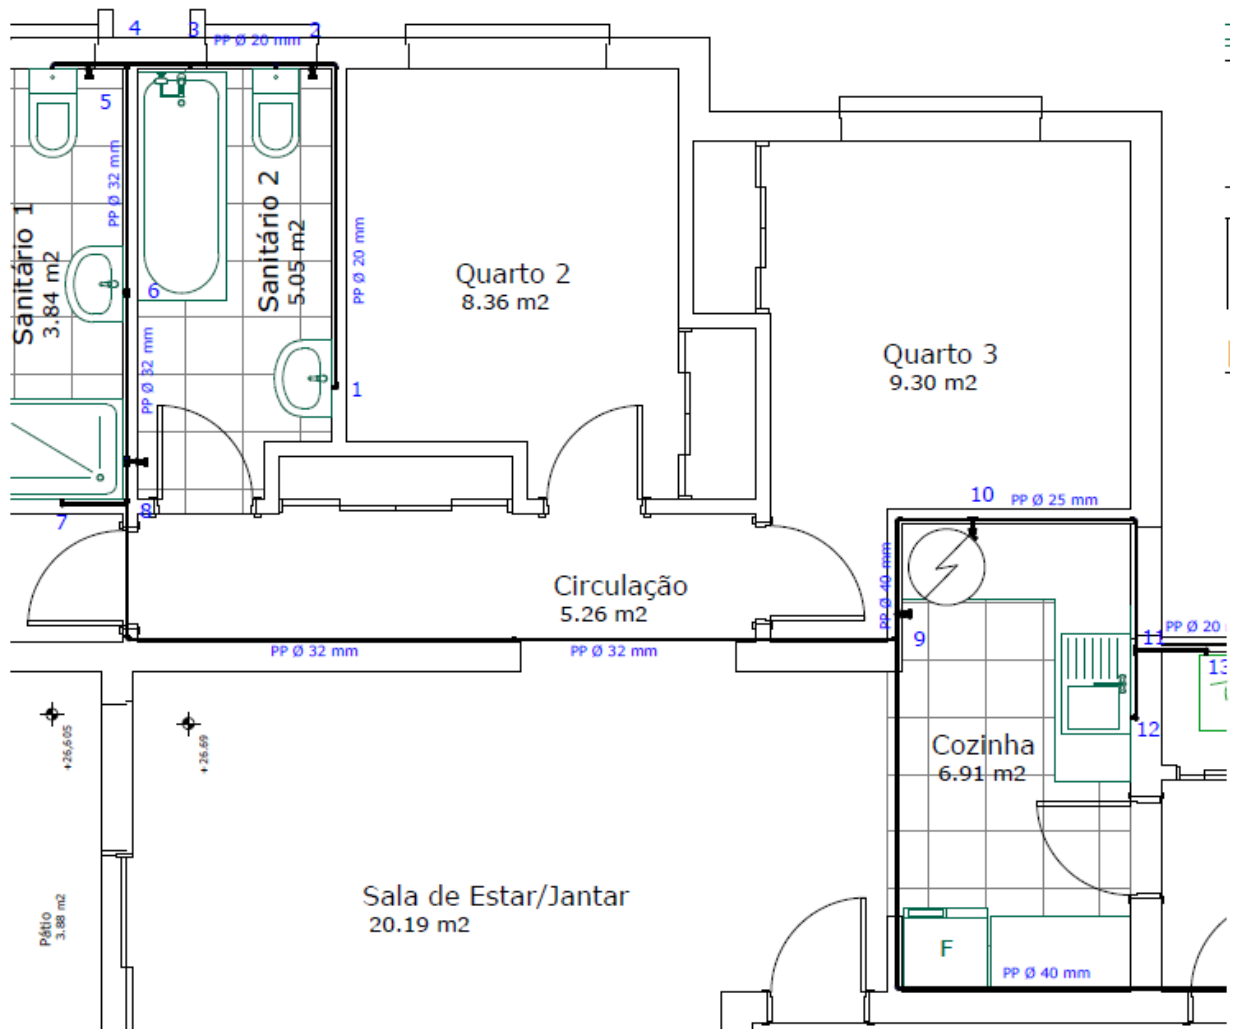 4
3
2
PP Ø 20 mm
5
PP Ø 32 mm
Sanitário 1
3.84 m2
Sanitário 2
5.05 m2
PP Ø 20 mm
Quarto 2
8.36 m2
6
PP Ø 32 mm
1
Quarto 3
9.30 m2
7
8
10
PP Ø 25 mm
Circulação
5.26 m2
PP Ø 40 mm
9
PP Ø 32 mm
PP Ø 32 mm
11
PP Ø 20
13
12
+26,605
+26.69
Cozinha
6.91 m2
Sala de Estar/Jantar
20.19 m2
Pátio
3.88 m2
F
PP Ø 40 mm